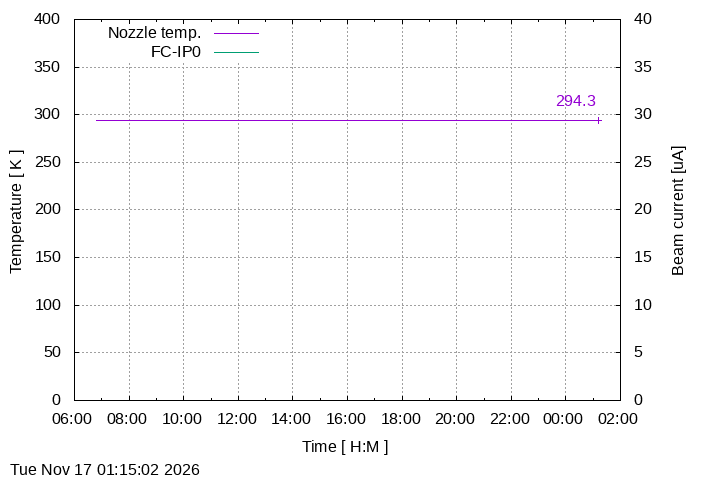 400
350
300
250
200
150
100
50
0
Temperature [ K ]
Nozzle temp.
FC-IP0
294.3
40
35
30
25
20
15
10
5
0
Beam current [uA]
06:00 08:00 10:00 12:00 14:00 16:00 18:00 20:00 22:00 00:00 02:00
Time [ H:M ]
Tue Nov 17 01:15:02 2026